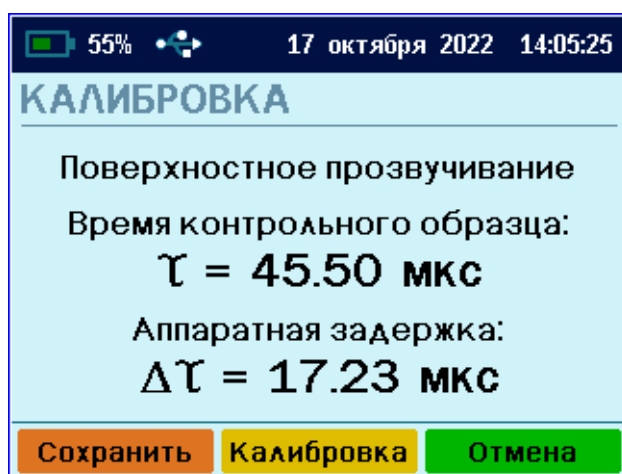 55% 17 октября 2022 14:05:25
КАЛИБРОВКА
Поверхностное прозвучивание
Время контрольного образца:
τ = 45.50 мкс
Аппаратная задержка:
Δτ = 17.23 мкс
Сохранить Калибровка Отмена